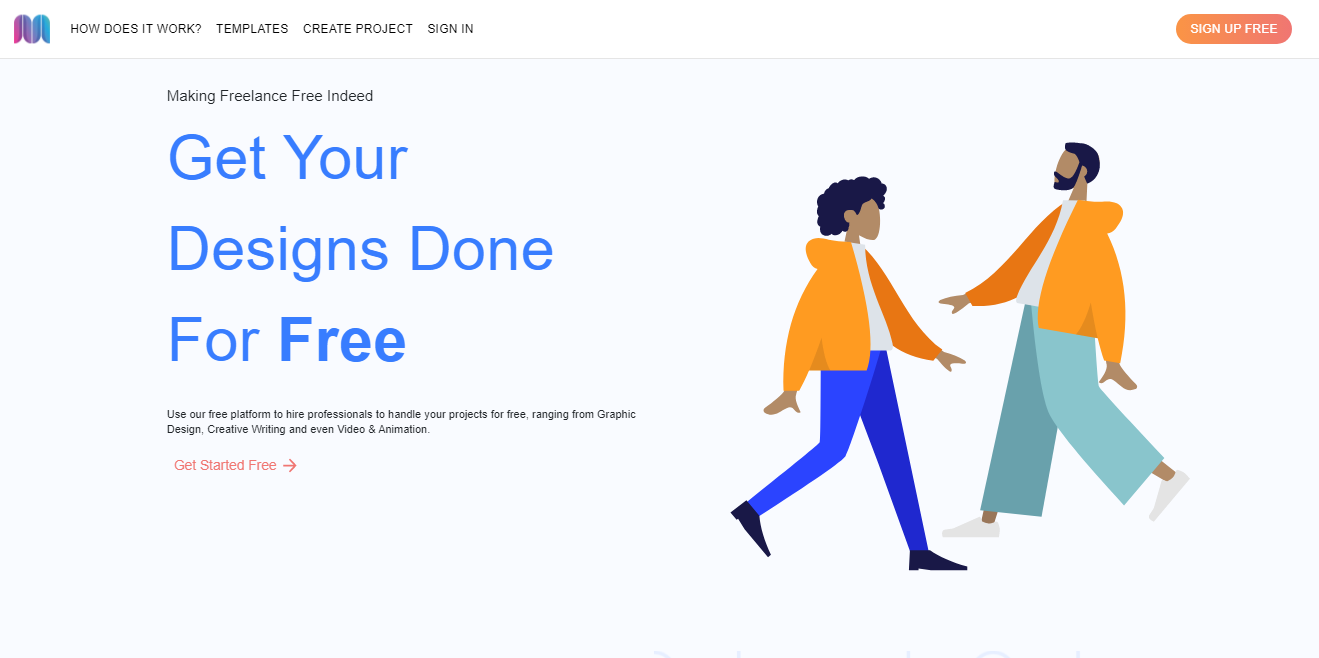 HOW DOES IT WORK? TEMPLATES CREATE PROJECT SIGN IN SIGN UP FREE
Making Freelance Free Indeed
Get Your
Designs Done
For Free
Use our free platform to hire professionals to handle your projects for free, ranging from Graphic
Design, Creative Writing and even Video & Animation.
Get Started Free